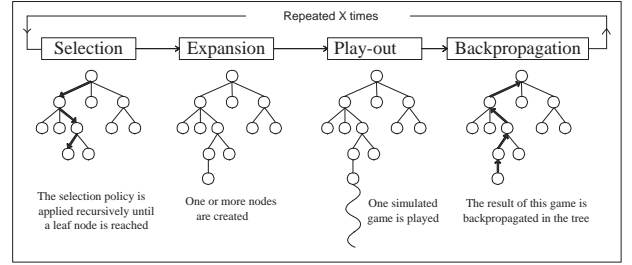 Repeated X times
Selection
Expansion
Play-out
Backpropagation
The selection policy is
applied recursively until
a leaf node is reached
One or more nodes
are created
One simulated
game is played
The result of this game is
backpropagated in the tree